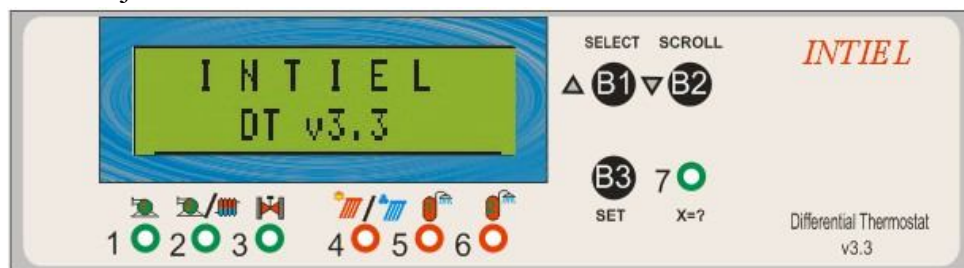 SELECT SCROLL
INTIEL
I N T I E L
B1 B2
DT v3.3
B3 7
SET X=?
1 2 3 4 5 6
Differential Thermostat
v3.3